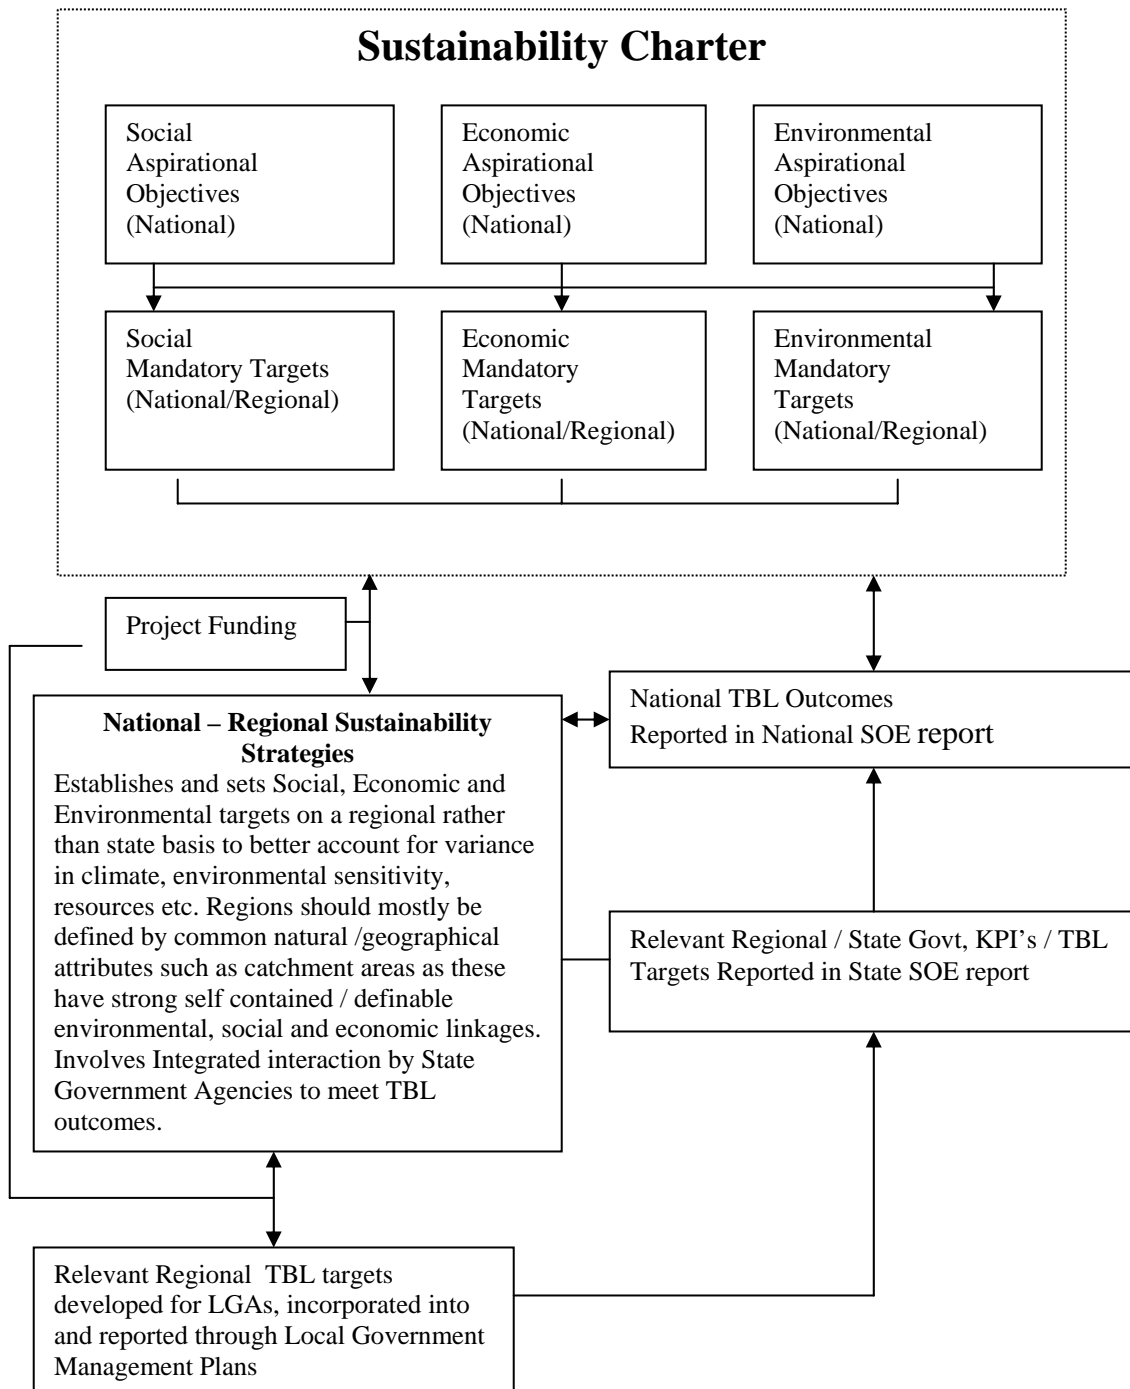 Sustainability Charter
Social
Aspirational
Objectives
(National)
Economic
Aspirational
Objectives
(National)
Environmental
Aspirational
Objectives
(National)
Social
Mandatory Targets
(National/Regional)
Economic
Mandatory
Targets
(National/Regional)
Environmental
Mandatory
Targets
(National/Regional)
Project Funding
National – Regional Sustainability
Strategies
Establishes and sets Social, Economic and
Environmental targets on a regional rather
than state basis to better account for variance
in climate, environmental sensitivity,
resources etc. Regions should mostly be
defined by common natural /geographical
attributes such as catchment areas as these
have strong self contained / definable
environmental, social and economic linkages.
Involves Integrated interaction by State
Government Agencies to meet TBL
outcomes.
National TBL Outcomes
Reported in National SOE report
Relevant Regional / State Govt, KPI's / TBL
Targets Reported in State SOE report
Relevant Regional  TBL targets
developed for LGAs, incorporated into
and reported through Local Government
Management Plans